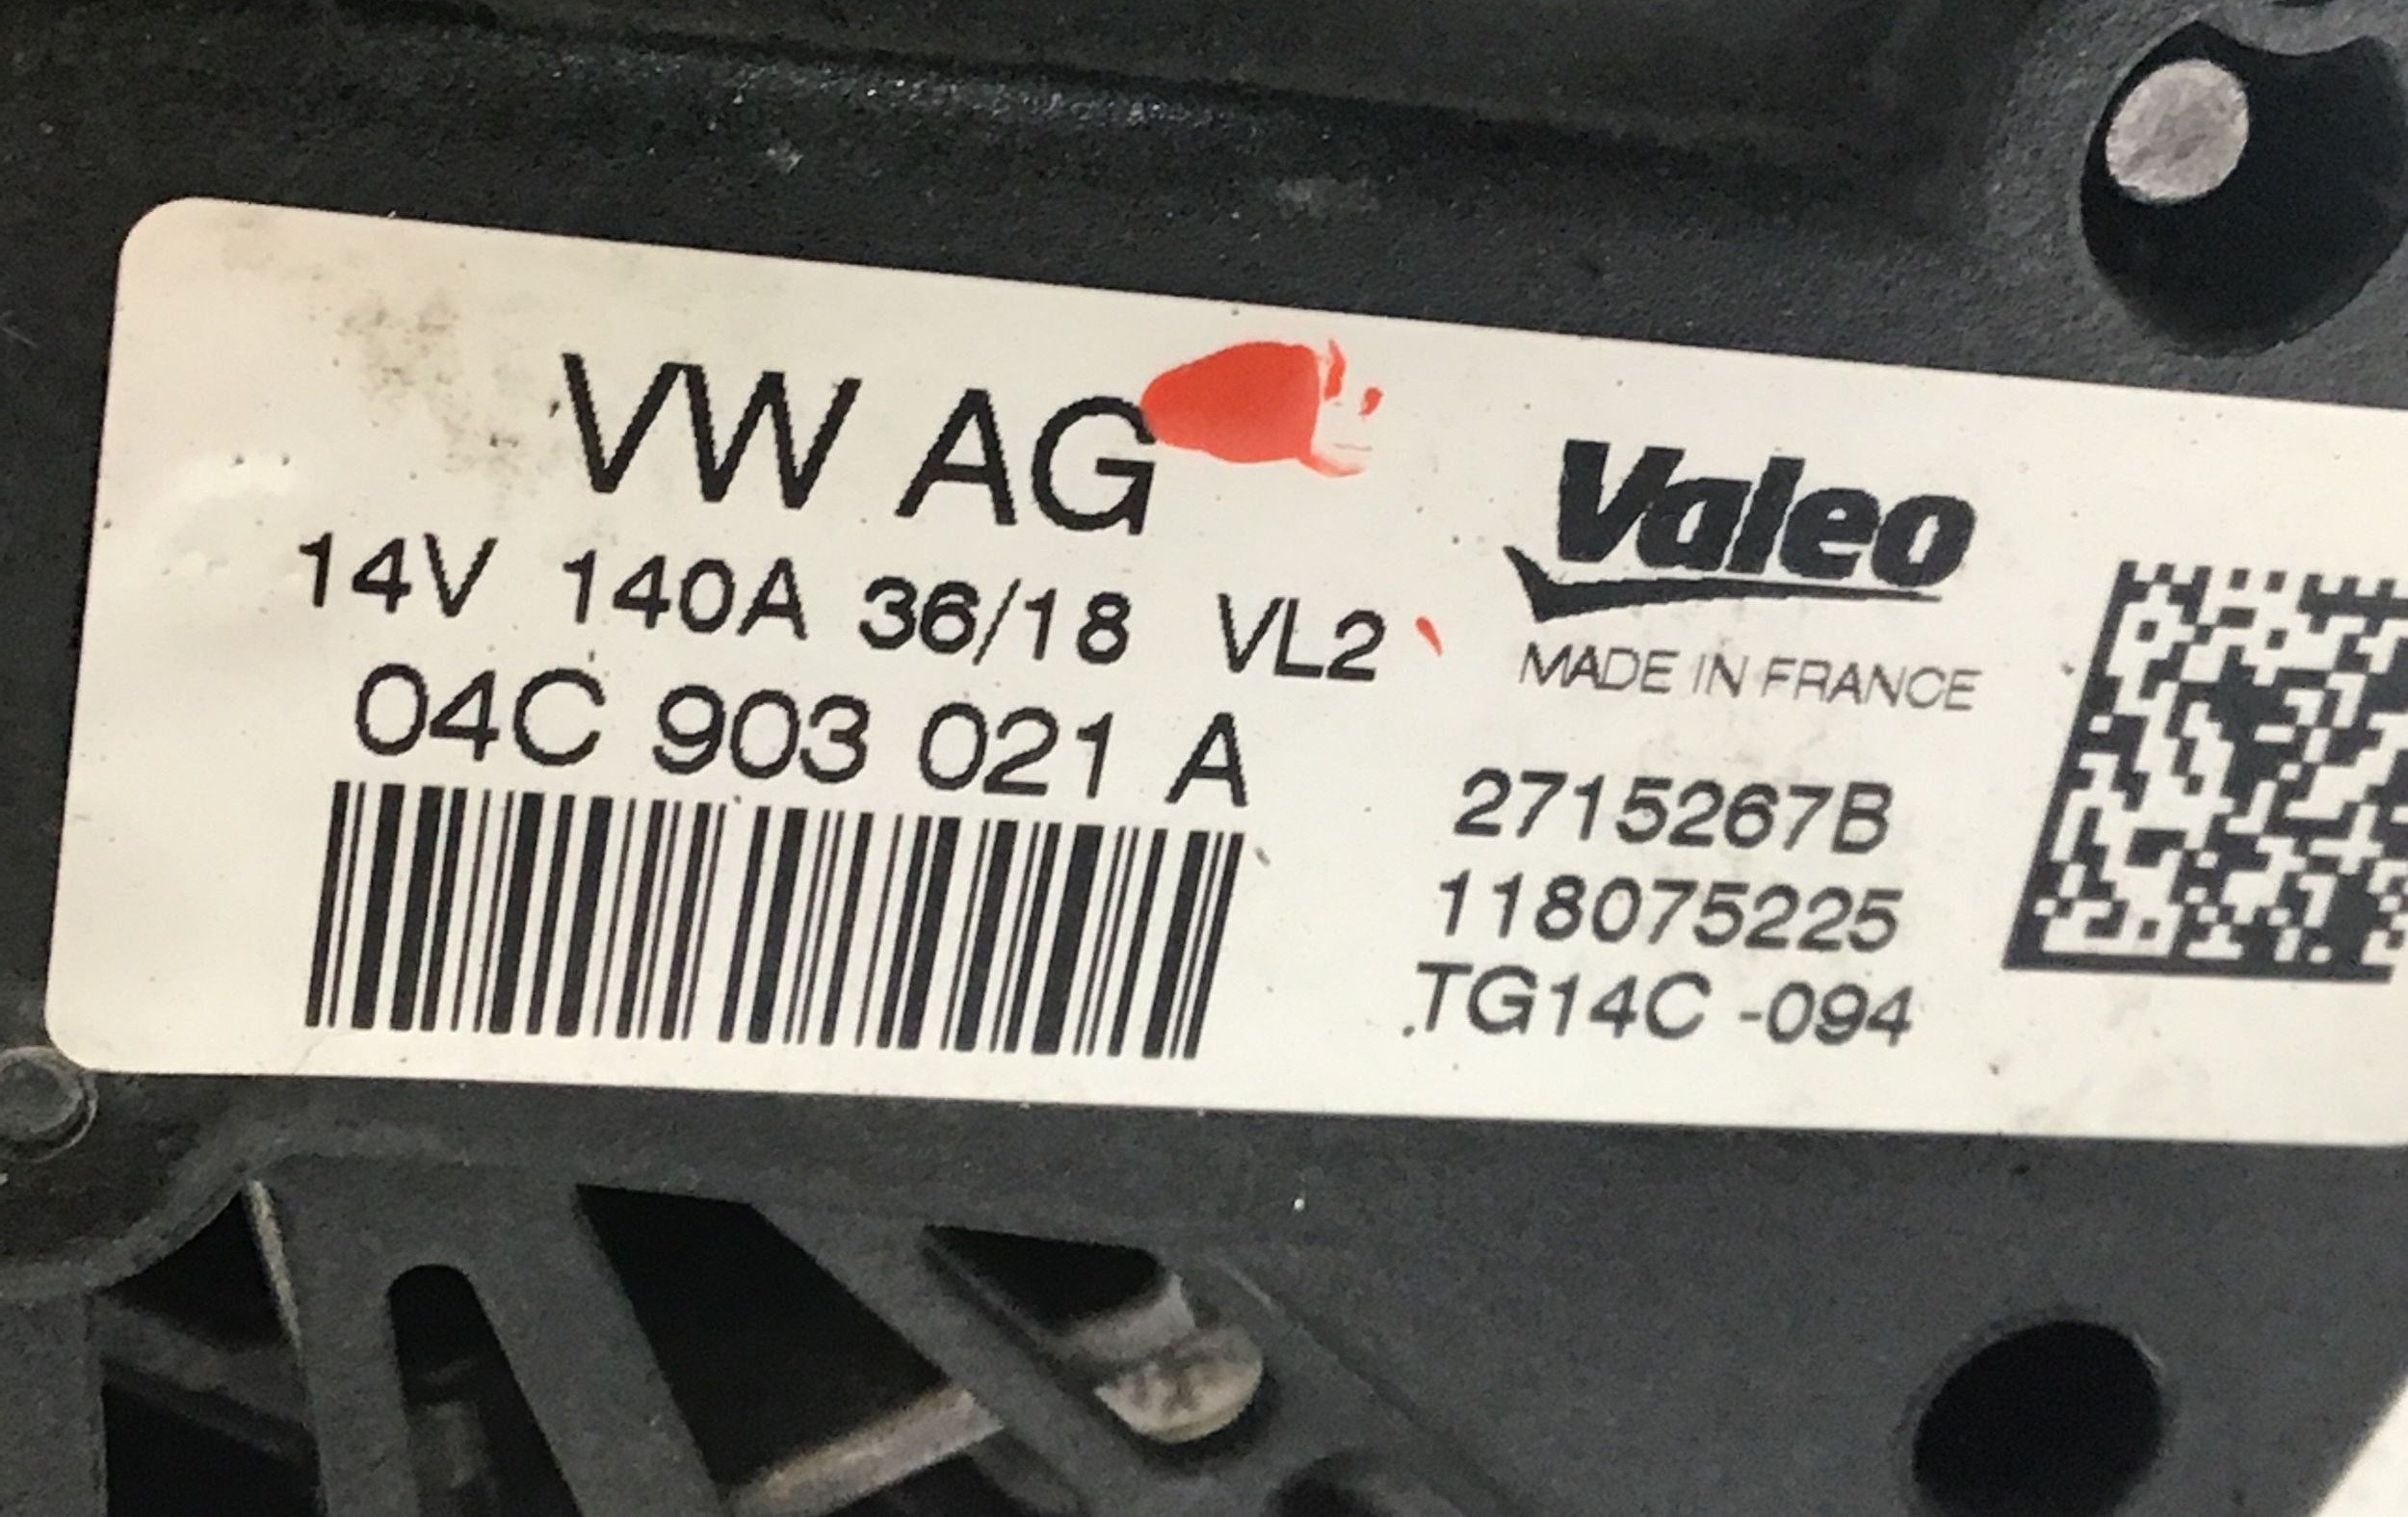 VW AG
14V 140A 36/18 VL2
04C 903 021 A
Valeo
MADE IN FRANCE
2715267B
118075225
TG14C -094